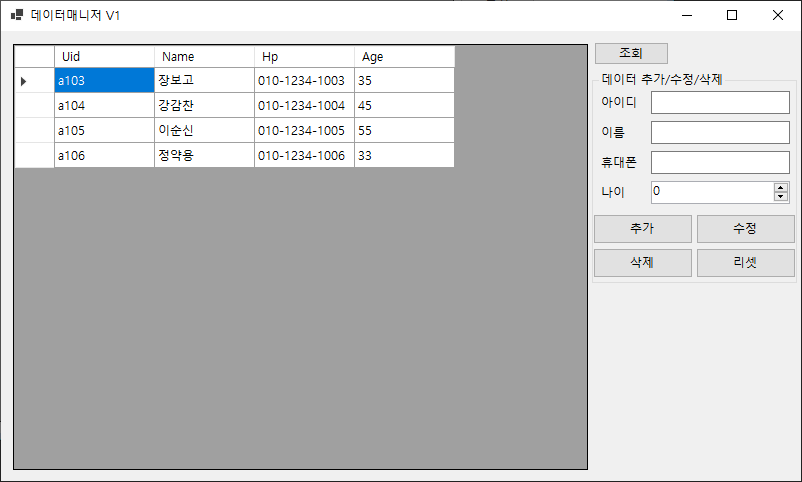 데이터매니저 V1
Uid Name Hp Age
a103 장보고 010-1234-1003 35
a104 강감찬 010-1234-1004 45
a105 이순신 010-1234-1005 55
a106 정약용 010-1234-1006 33
조회
데이터 추가/수정/삭제
아이디
이름
휴대폰
나이 0
추가 수정
삭제 리셋